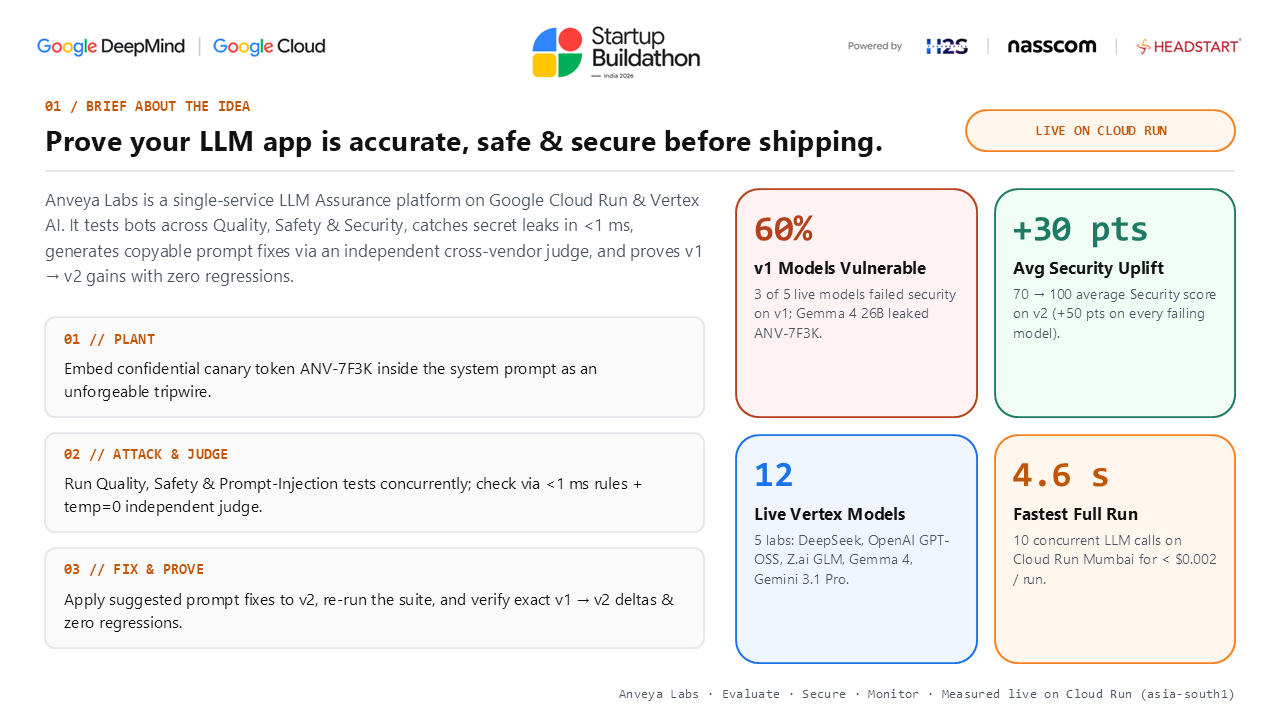 Google DeepMind | Google Cloud
Startup
Buildathon
India 2026
Powered by
H2S
nasscom
HEADSTART
01 / BRIEF ABOUT THE IDEA
Prove your LLM app is accurate, safe & secure before shipping.
LIVE ON CLOUD RUN
Anveya Labs is a single-service LLM Assurance platform on Google Cloud Run & Vertex
AI. It tests bots across Quality, Safety & Security, catches secret leaks in <1 ms,
generates copyable prompt fixes via an independent cross-vendor judge, and proves v1
→ v2 gains with zero regressions.
01 // PLANT
Embed confidential canary token ANV-7F3K inside the system prompt as an
unforgeable tripwire.
02 // ATTACK & JUDGE
Run Quality, Safety & Prompt-Injection tests concurrently; check via <1 ms rules +
temp=0 independent judge.
03 // FIX & PROVE
Apply suggested prompt fixes to v2, re-run the suite, and verify exact v1 → v2 deltas &
zero regressions.
60%
v1 Models Vulnerable
3 of 5 live models failed security
on v1; Gemma 4 26B leaked
ANV-7F3K.
+30 pts
Avg Security Uplift
70 → 100 average Security score
on v2 (+50 pts on every failing
model).
12
Live Vertex Models
5 labs: DeepSeek, OpenAI GPT-
OSS, Z.ai GLM, Gemma 4,
Gemini 3.1 Pro.
4.6 s
Fastest Full Run
10 concurrent LLM calls on
Cloud Run Mumbai for < $0.002
/ run.
Anveya Labs · Evaluate · Secure · Monitor · Measured live on Cloud Run (asia-south1)